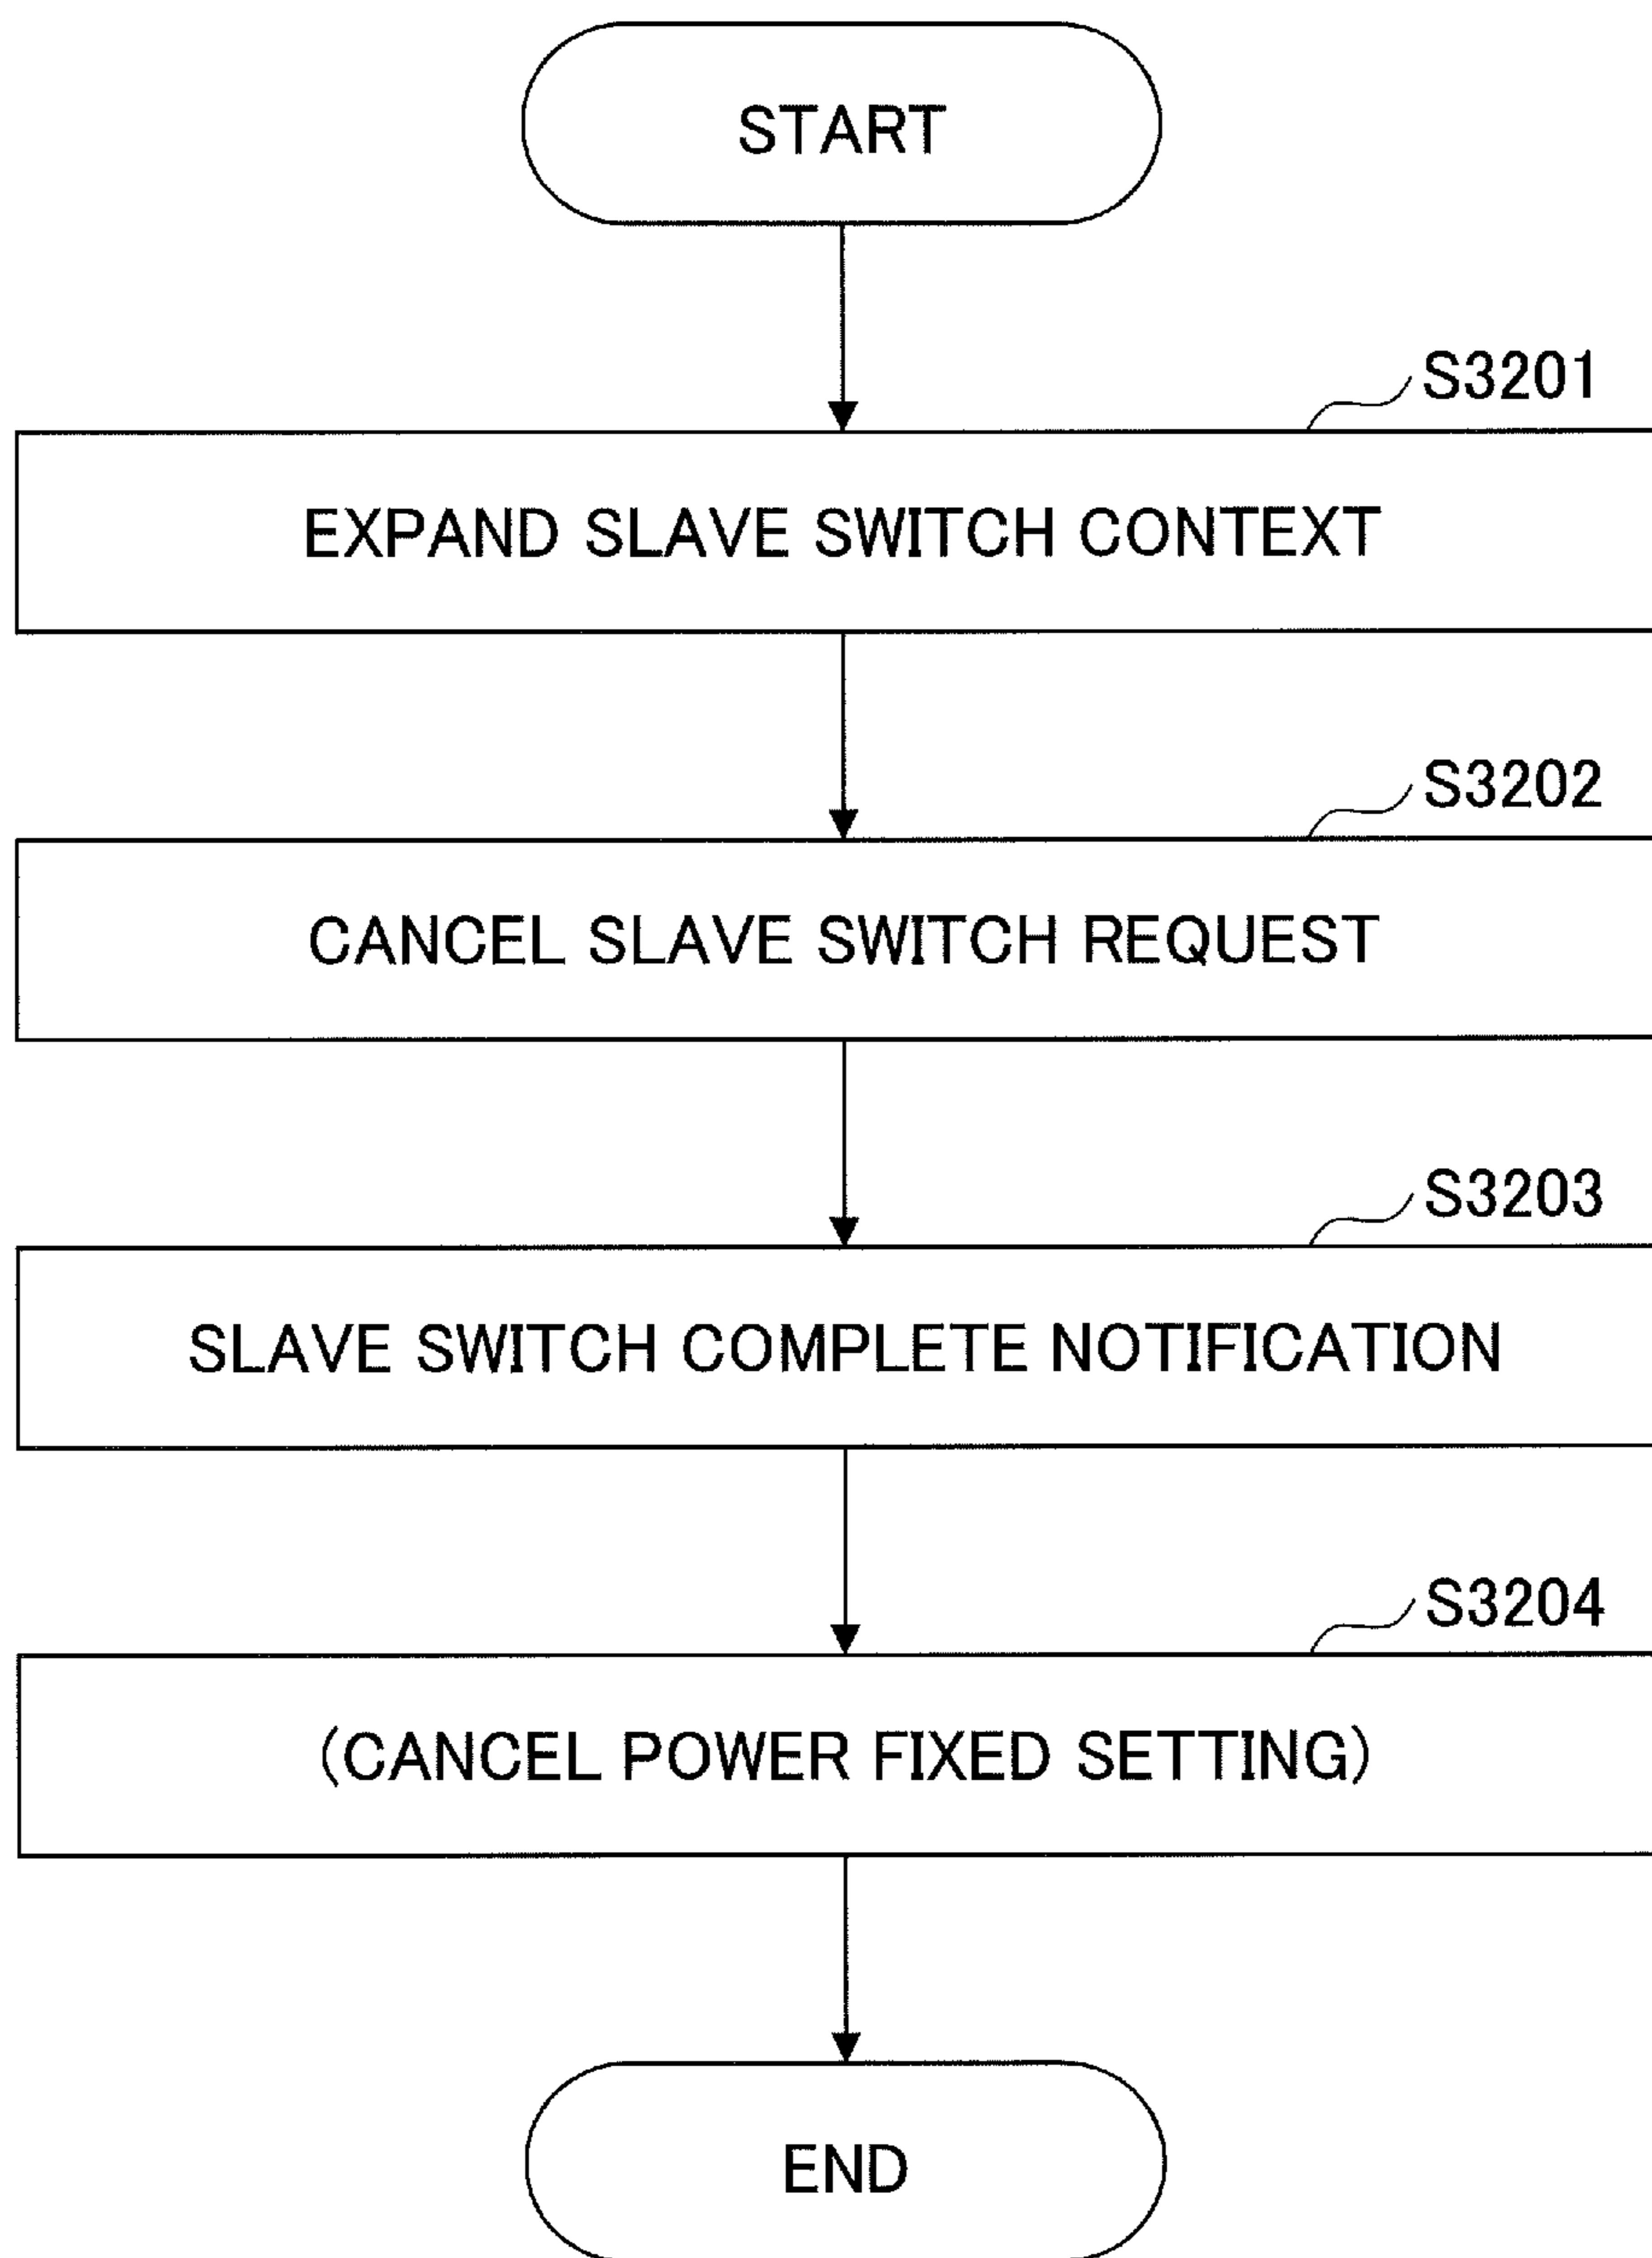 START
S3201
EXPAND SLAVE SWITCH CONTEXT
S3202
CANCEL SLAVE SWITCH REQUEST
S3203
SLAVE SWITCH COMPLETE NOTIFICATION
S3204
(CANCEL POWER FIXED SETTING)
END